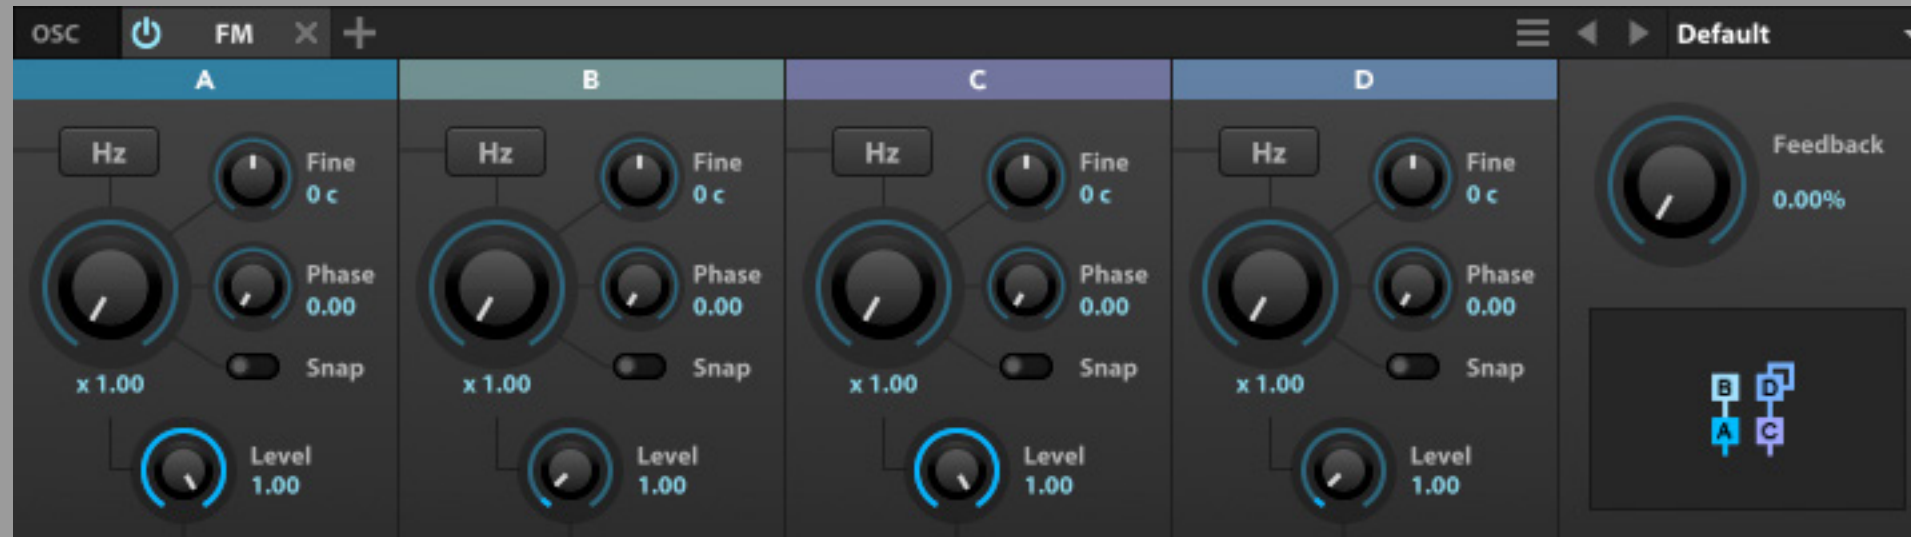 OSC FM Default
A B C D
Hz Fine 0 c Hz Fine 0 c Hz Fine 0 c Hz Fine 0 c Feedback 0.00%
Phase 0.00 Phase 0.00 Phase 0.00 Phase 0.00
Snap Snap Snap Snap
x 1.00 x 1.00 x 1.00 x 1.00
B D
A C
Level 1.00 Level 1.00 Level 1.00 Level 1.00